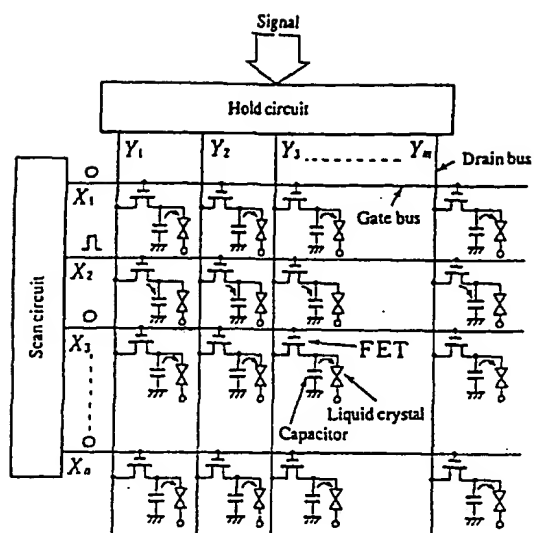 Signal
Hold circuit
Y1 Y2 Y3 Ym
Drain bus
Scan circuit
O
X1
Gate bus
X2
O
X3
FET
Liquid crystal
Capacitor
O
Xn